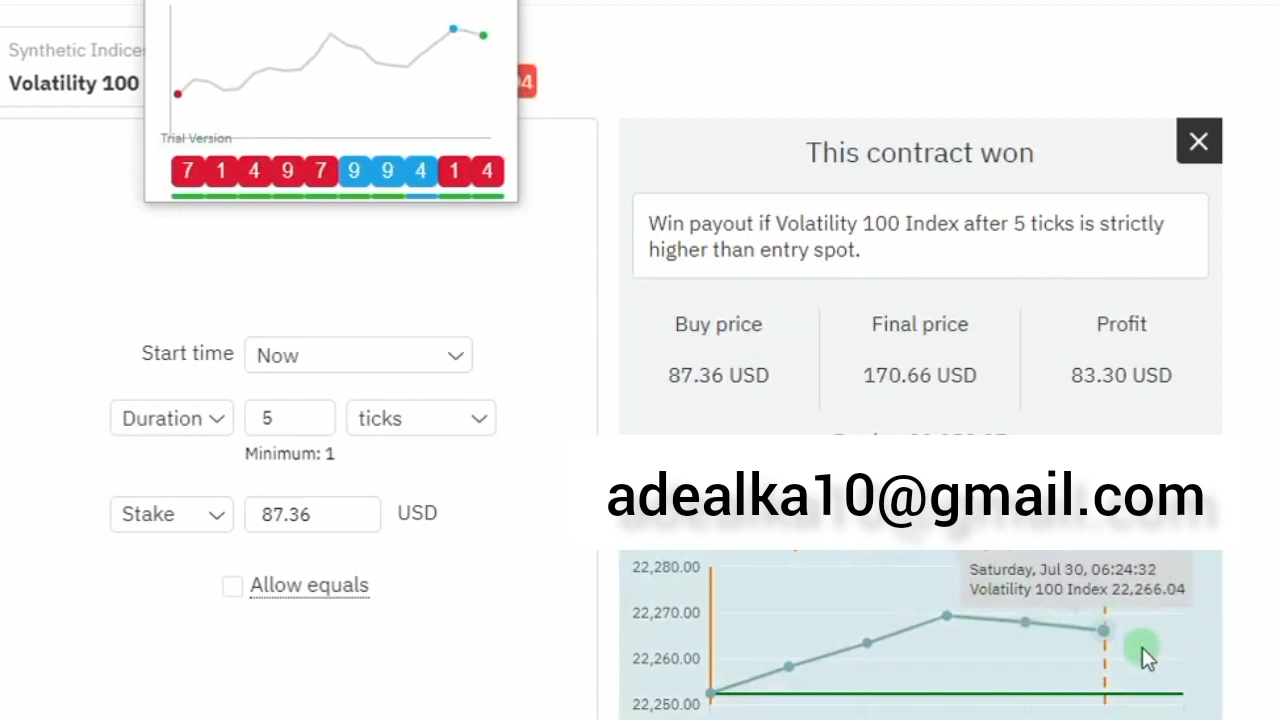 Synthetic Indices
Volatility 100
04
Trial Version
7 1 4 9 7 9 9 4 1 4
This contract won
Win payout if Volatility 100 Index after 5 ticks is strictly
higher than entry spot.
Buy price Final price Profit
87.36 USD 170.66 USD 83.30 USD
Start time Now
Duration 5 ticks
Minimum: 1
Stake 87.36 USD
Allow equals
adealka10@gmail.com
Saturday, Jul 30, 06:24:32
Volatility 100 Index 22,266.04
22,280.00
22,270.00
22,260.00
22,250.00